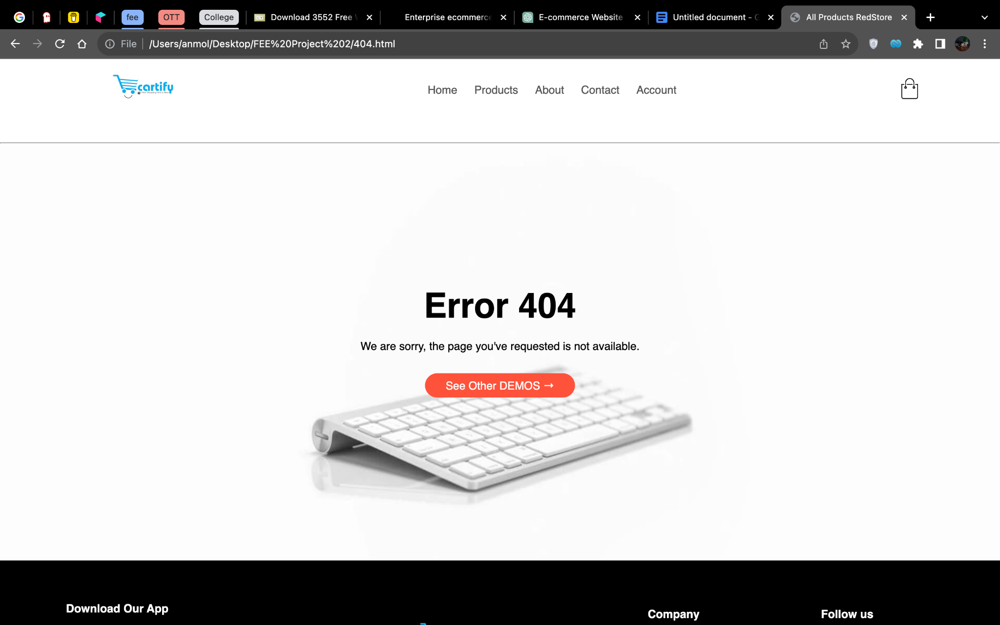 fee
OTT
College
Download 3552 Free
Enterprise ecommerce
E-commerce Website
Untitled document - G
All Products RedStore
File
/Users/anmol/Desktop/FEE%20Project%202/404.html
cartify
Home
Products
About
Contact
Account
Error 404
We are sorry, the page you've requested is not available.
See Other DEMOS →
Download Our App
Company
Follow us